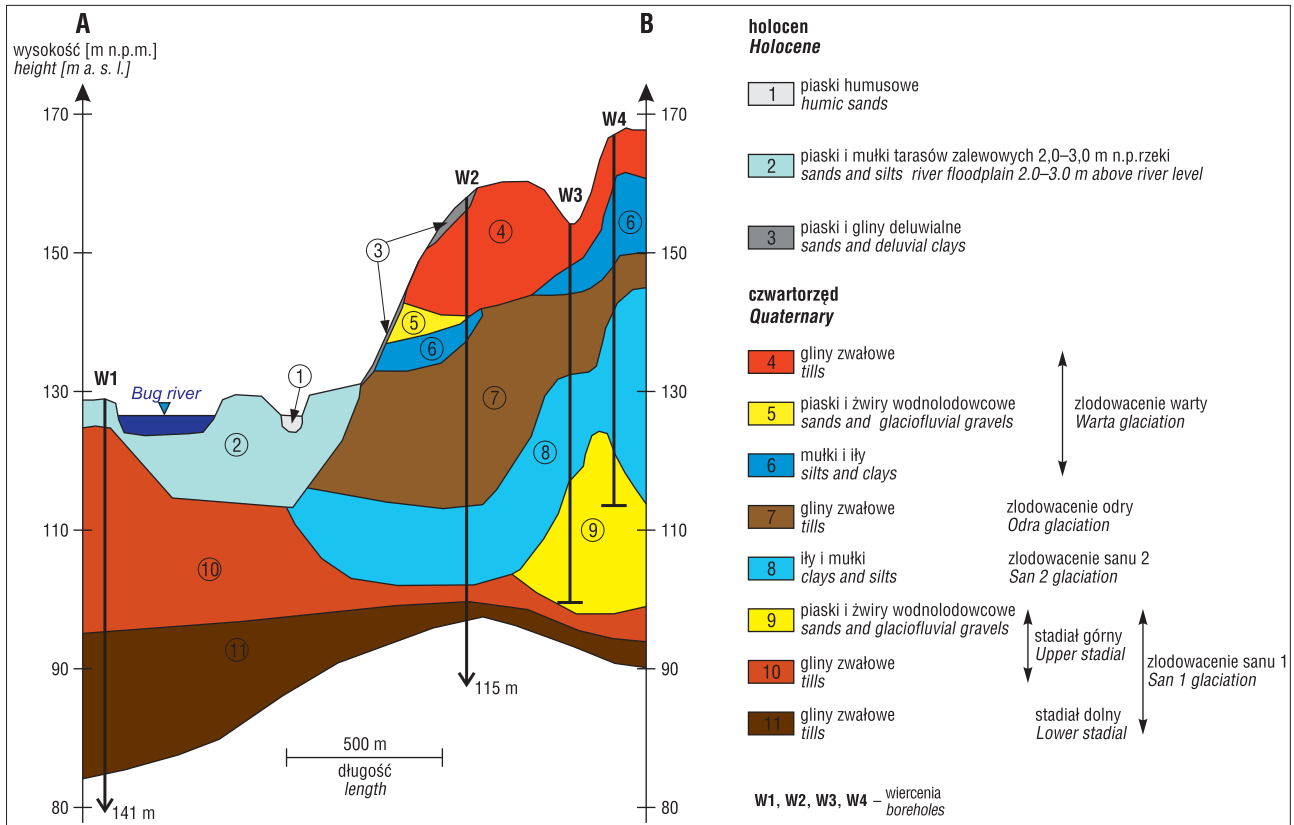 A
B
wysokość [m n.p.m.]
height [m a. s. l.]
170
150
130
110
90
80
170
150
130
110
90
80
W1
W2
W3
W4
Bug river
1
2
3
4
5
6
6
7
8
9
10
11
115 m
141 m
500 m
długość
length
holocen
Holocene
1 piaski humusowe
humic sands
2 piaski i mułki tarasów zalewowych 2,0–3,0 m n.p.rzeki
sands and silts river floodplain 2.0–3.0 m above river level
3 piaski i gliny deluwialne
sands and deluvial clays
czwartorzęd
Quaternary
4 gliny zwałowe
tills
5 piaski i żwiry wodnolodowcowe
sands and glaciofluvial gravels
6 mułki i iły
silts and clays
zlodowacenie warty
Warta glaciation
7 gliny zwałowe
tills
zlodowacenie odry
Odra glaciation
8 iły i mułki
clays and silts
zlodowacenie sanu 2
San 2 glaciation
9 piaski i żwiry wodnolodowcowe
sands and glaciofluvial gravels
10 gliny zwałowe
tills
stadiał górny
Upper stadial
11 gliny zwałowe
tills
stadiał dolny
Lower stadial
zlodowacenie sanu 1
San 1 glaciation
W1, W2, W3, W4 – wiercenia
boreholes